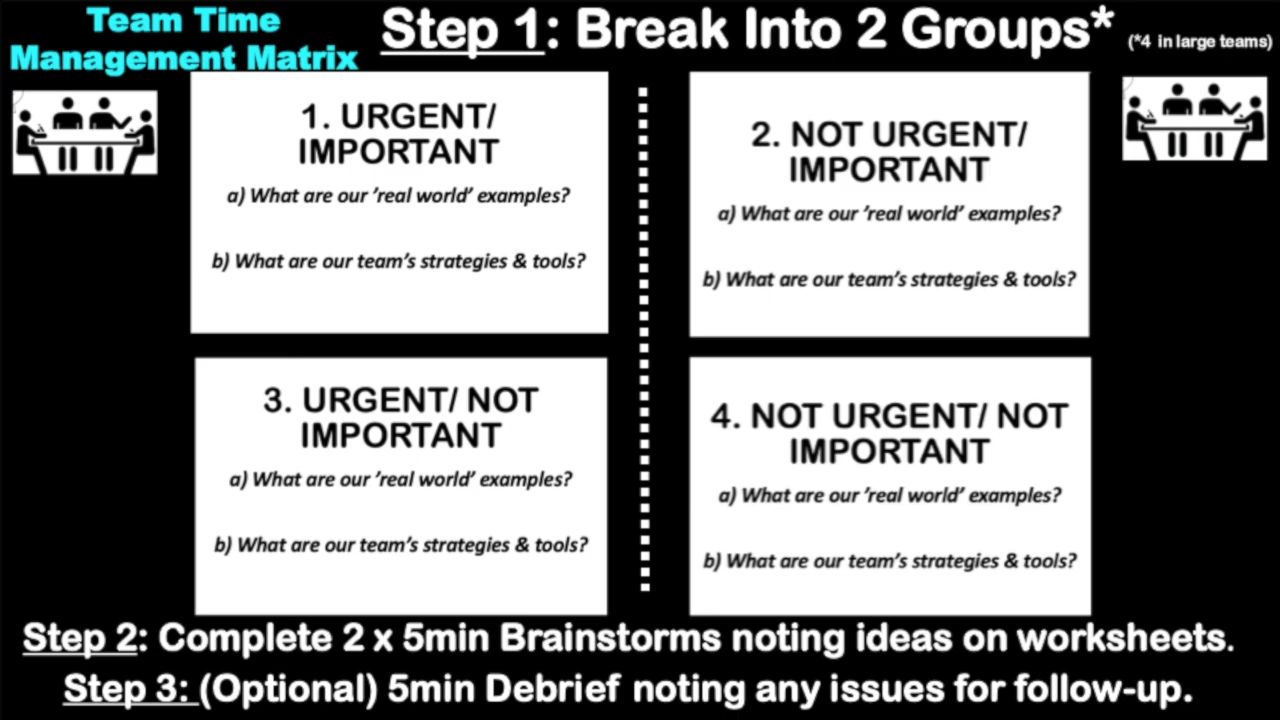 Team Time
Management Matrix
Step 1: Break Into 2 Groups* (*4 in large teams)
1. URGENT/
IMPORTANT
a) What are our ’real world’ examples?
b) What are our team’s strategies & tools?
2. NOT URGENT/
IMPORTANT
a) What are our ’real world’ examples?
b) What are our team’s strategies & tools?
3. URGENT/ NOT
IMPORTANT
a) What are our ’real world’ examples?
b) What are our team’s strategies & tools?
4. NOT URGENT/ NOT
IMPORTANT
a) What are our ’real world’ examples?
b) What are our team’s strategies & tools?
Step 2: Complete 2 x 5min Brainstorms noting ideas on worksheets.
Step 3: (Optional) 5min Debrief noting any issues for follow-up.